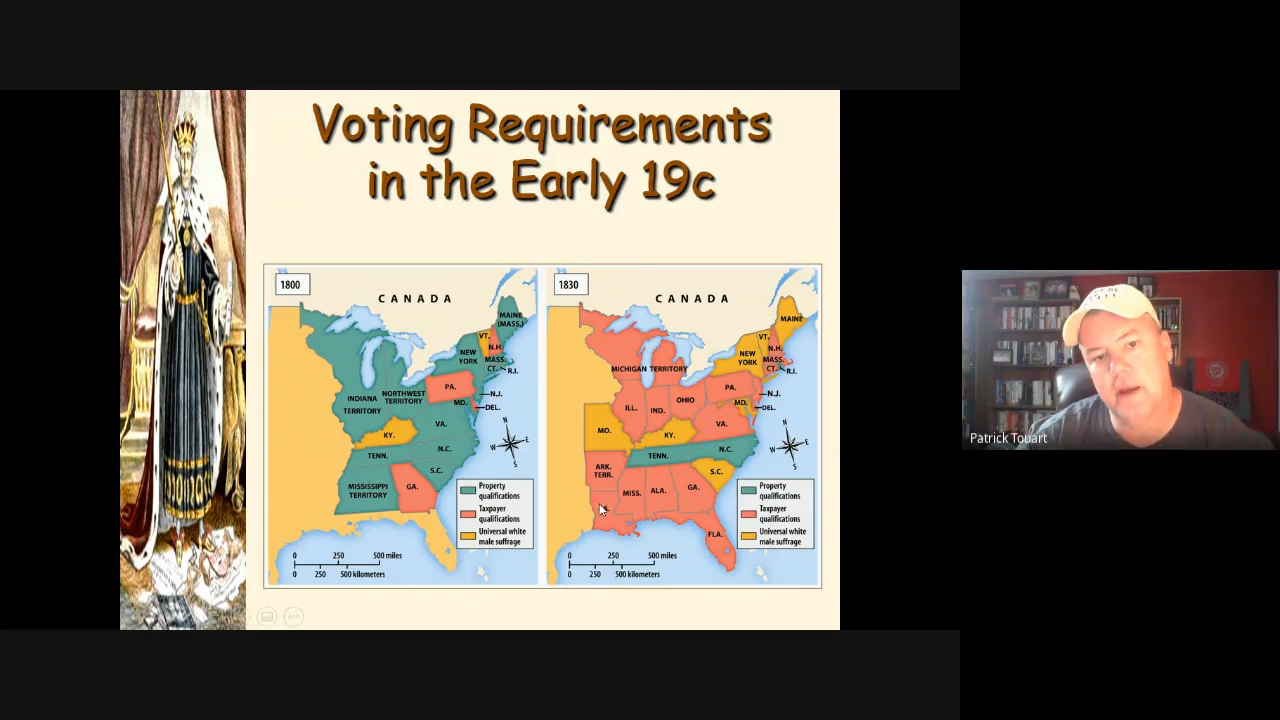 Voting Requirements
in the Early 19c
1800
CANADA
MAINE
(MASS.)
VT.
N.H.
NEW
YORK
MASS.
CT.
R.I.
PA.
N.J.
MD.
DEL.
INDIANA
TERRITORY
NORTHWEST
TERRITORY
VA.
KY.
N.C.
TENN.
S.C.
MISSISSIPPI
TERRITORY
GA.
N
W
E
S
Property
qualifications
Taxpayer
qualifications
Universal white
male suffrage
0 250 500 miles
0 250 500 kilometers
1830
CANADA
MAINE
VT.
N.H.
NEW
YORK
MASS.
CT.
R.I.
MICHIGAN TERRITORY
PA.
N.J.
OHIO
MD.
DEL.
ILL.
IND.
VA.
MO.
KY.
N.C.
TENN.
ARK.
TERR.
S.C.
MISS.
ALA.
GA.
FLA.
N
W
E
S
Property
qualifications
Taxpayer
qualifications
Universal white
male suffrage
0 250 500 miles
0 250 500 kilometers
Patrick Touart